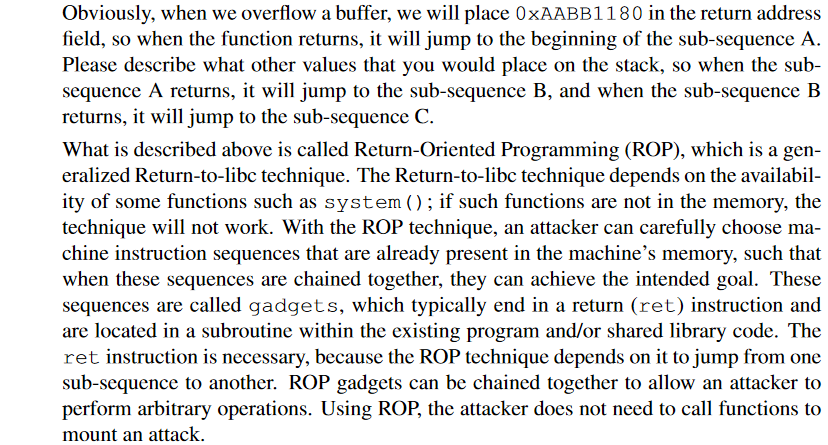 Obviously, when we overflow a buffer, we will place 0xAABB1180 in the return address
field, so when the function returns, it will jump to the beginning of the sub-sequence A.
Please describe what other values that you would place on the stack, so when the sub-
sequence A returns, it will jump to the sub-sequence B, and when the sub-sequence B
returns, it will jump to the sub-sequence C.
What is described above is called Return-Oriented Programming (ROP), which is a gen-
eralized Return-to-libc technique. The Return-to-libc technique depends on the availabil-
ity of some functions such as system(); if such functions are not in the memory, the
technique will not work. With the ROP technique, an attacker can carefully choose ma-
chine instruction sequences that are already present in the machine's memory, such that
when these sequences are chained together, they can achieve the intended goal. These
sequences are called gadgets, which typically end in a return (ret) instruction and
are located in a subroutine within the existing program and/or shared library code. The
ret instruction is necessary, because the ROP technique depends on it to jump from one
sub-sequence to another. ROP gadgets can be chained together to allow an attacker to
perform arbitrary operations. Using ROP, the attacker does not need to call functions to
mount an attack.